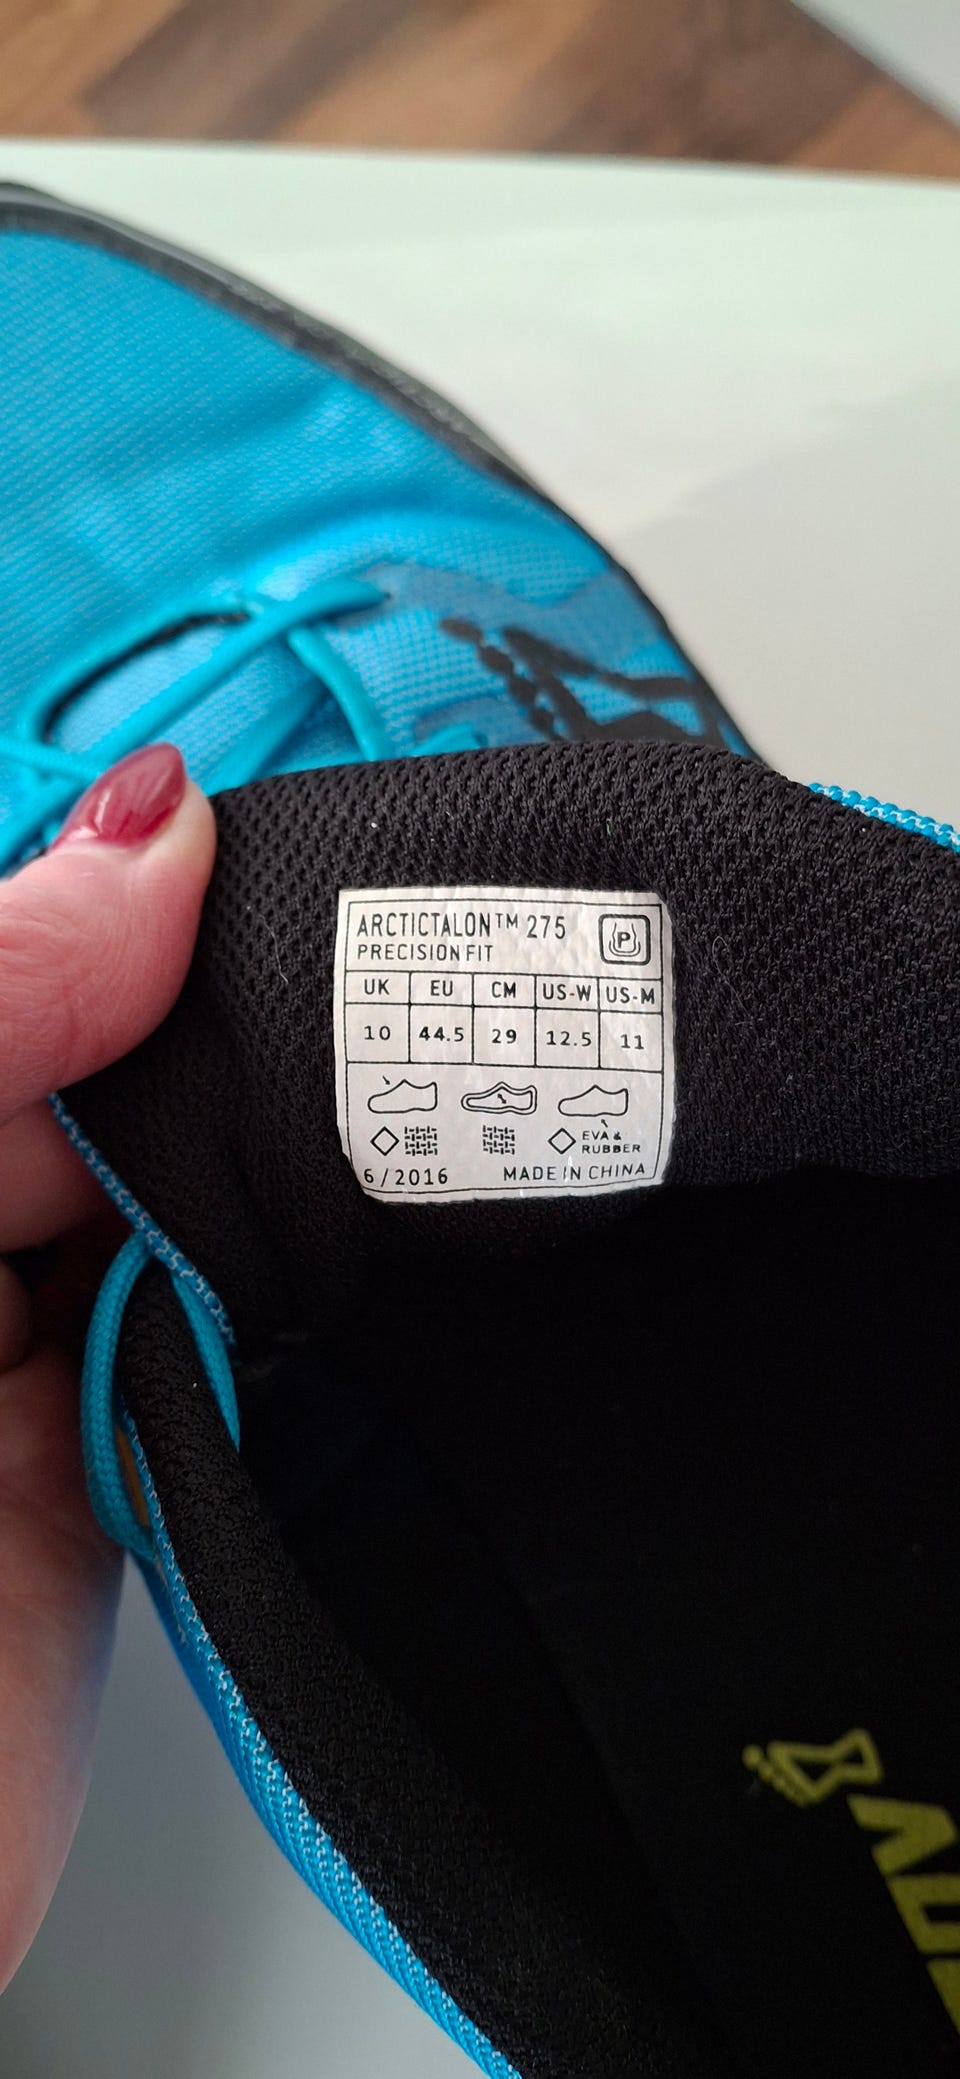 ARCTICTALON™ 275
PRECISION FIT
P
UK EU CM US-W US-M
10 44.5 29 12.5 11
EVA &
RUBBER
6/2016 MADE IN CHINA